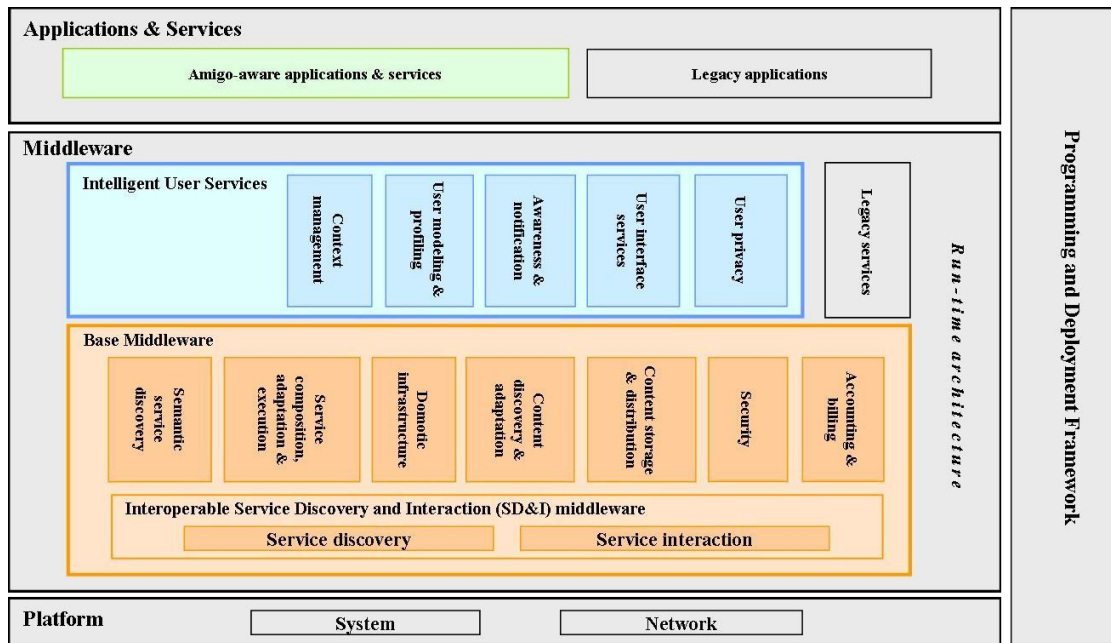 Applications & Services
Amigo-aware applications & services
Legacy applications
Middleware
Intelligent User Services
Context
management
User modeling &
profiling
Awareness &
notification
User interface
services
User privacy
Legacy services
Base Middleware
Semantic
service
discovery
Service
composition,
adaptation &
execution
Domotic
infrastructure
Content
discovery &
adaptation
Content storage
& distribution
Security
Accounting &
billing
Interoperable Service Discovery and Interaction (SD&I) middleware
Service discovery
Service interaction
Run-time architecture
Platform
System
Network
Programming and Deployment Framework